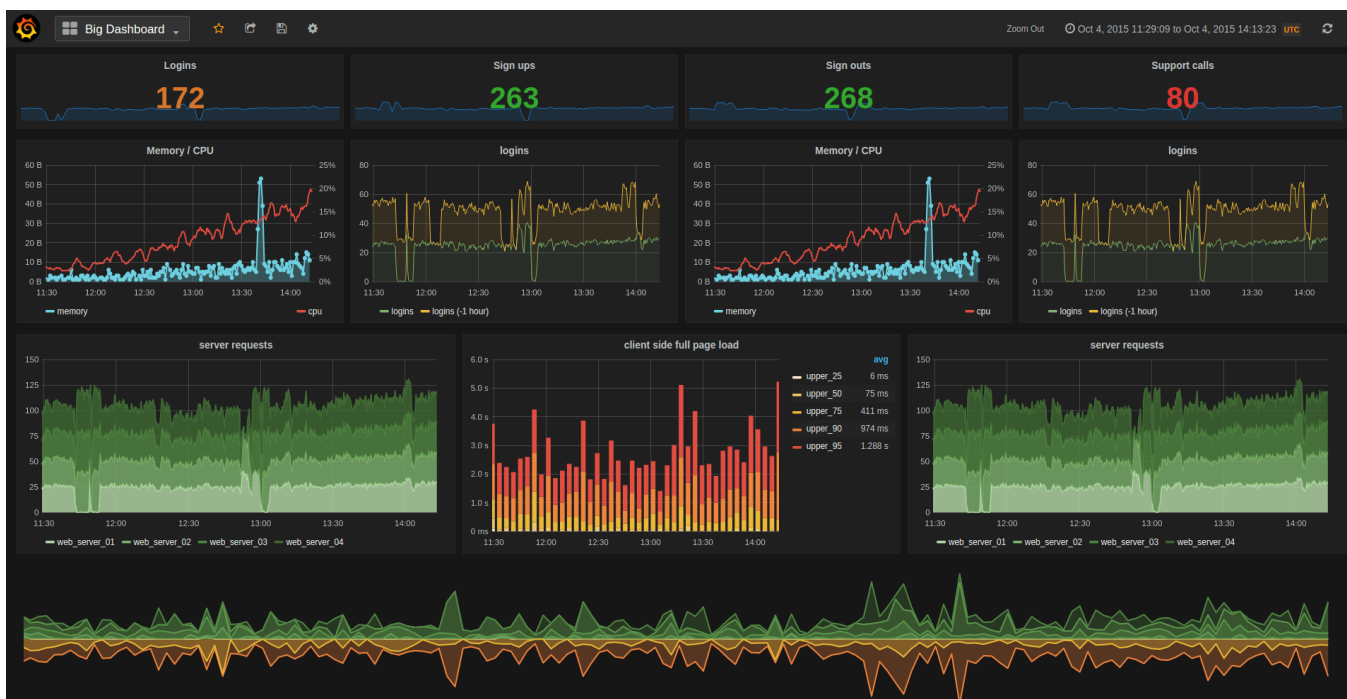 Big Dashboard
Zoom Out Oct 4, 2015 11:29:09 to Oct 4, 2015 14:13:23 UTC
Logins
172
Sign ups
263
Sign outs
268
Support calls
80
Memory / CPU
60 B 25%
50 B 20%
40 B
30 B 15%
20 B 10%
10 B 5%
0 B 0%
11:30 12:00 12:30 13:00 13:30 14:00
memory cpu
logins
80
60
40
20
0
11:30 12:00 12:30 13:00 13:30 14:00
logins logins (-1 hour)
Memory / CPU
60 B 25%
50 B 20%
40 B
30 B 15%
20 B 10%
10 B 5%
0 B 0%
11:30 12:00 12:30 13:00 13:30 14:00
memory cpu
logins
80
60
40
20
0
11:30 12:00 12:30 13:00 13:30 14:00
logins logins (-1 hour)
server requests
150
125
100
75
50
25
0
11:30 12:00 12:30 13:00 13:30 14:00
web_server_01 web_server_02 web_server_03 web_server_04
client side full page load
6.0 s
5.0 s
4.0 s
3.0 s
2.0 s
1.0 s
0 ms
11:30 12:00 12:30 13:00 13:30 14:00
avg
upper_25 6 ms
upper_50 75 ms
upper_75 411 ms
upper_90 974 ms
upper_95 1.288 s
server requests
150
125
100
75
50
25
0
11:30 12:00 12:30 13:00 13:30 14:00
web_server_01 web_server_02 web_server_03 web_server_04